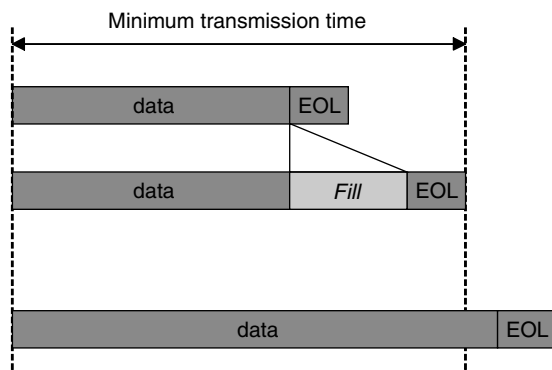 Minimum transmission time
data EOL
data Fill EOL
data EOL